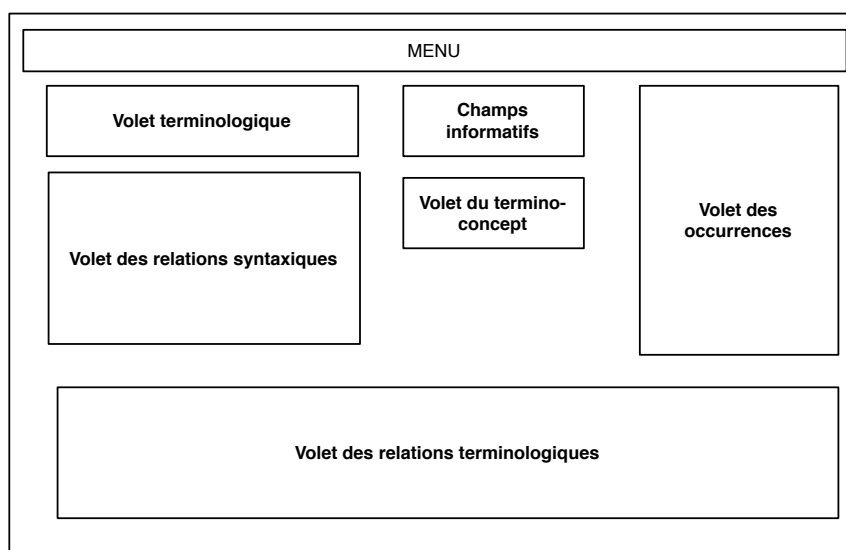 MENU
Volet terminologique
Champs
informatifs
Volet des relations syntaxiques
Volet du termino-
concept
Volet des
occurrences
Volet des relations terminologiques